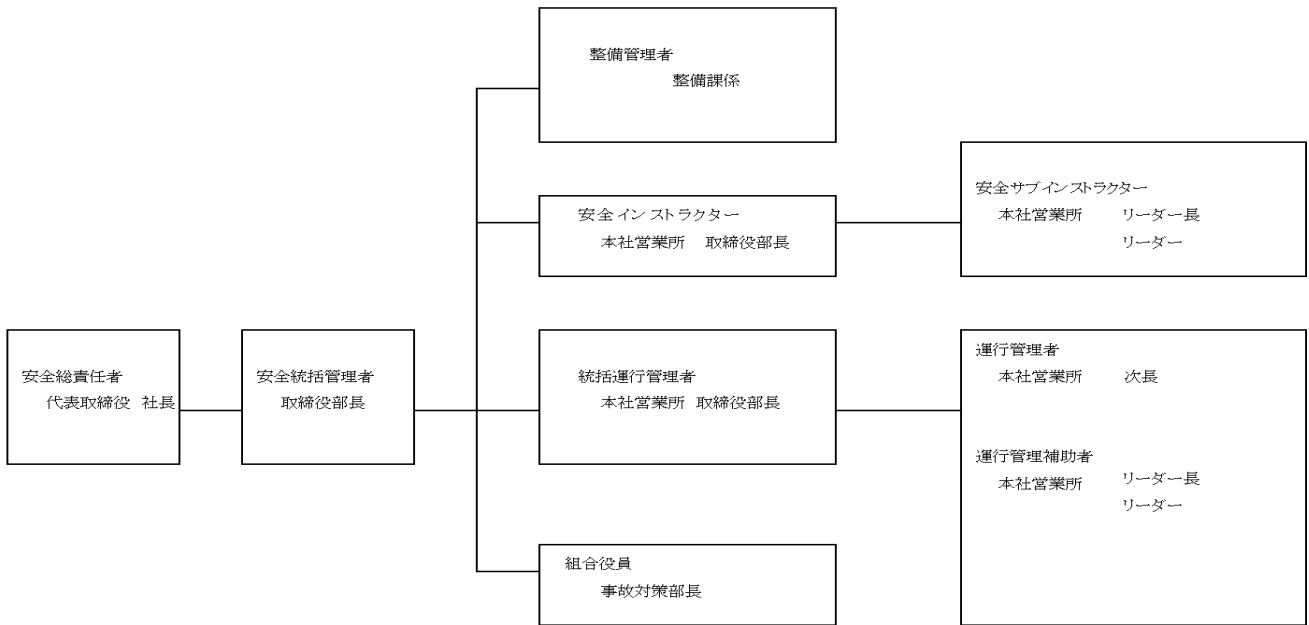 整備管理者
整備課係
安全インストラクター
本社営業所 取締役部長
安全サブインストラクター
本社営業所 リーダー長
リーダー
安全総責任者
代表取締役 社長
安全統括管理者
取締役部長
統括運行管理者
本社営業所 取締役部長
運行管理者
本社営業所 次長
運行管理補助者
本社営業所 リーダー長
リーダー
組合役員
事故対策部長